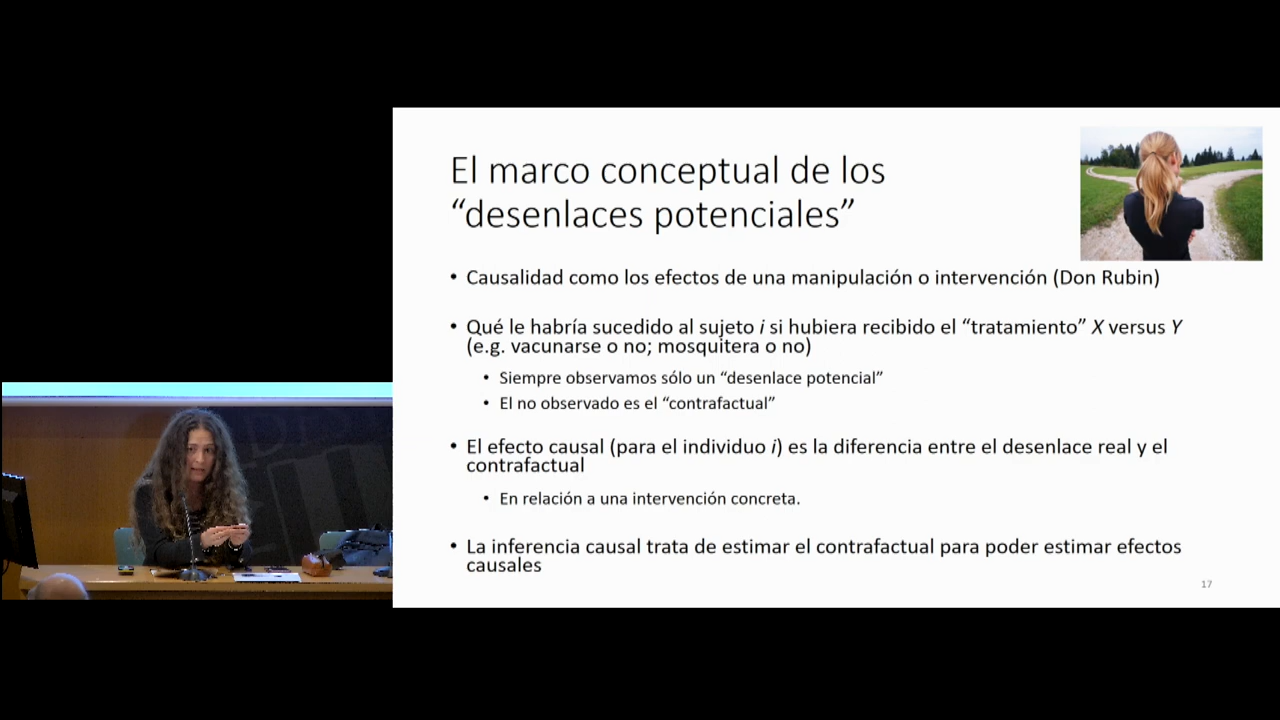 El marco conceptual de los
“desenlaces potenciales”
• Causalidad como los efectos de una manipulación o intervención (Don Rubin)
• Qué le habría sucedido al sujeto i si hubiera recibido el “tratamiento” X versus Y
(e.g. vacunarse o no; mosquitera o no)
• Siempre observamos sólo un “desenlace potencial”
• El no observado es el “contrafactual”
• El efecto causal (para el individuo i) es la diferencia entre el desenlace real y el
contrafactual
• En relación a una intervención concreta.
• La inferencia causal trata de estimar el contrafactual para poder estimar efectos
causales
17